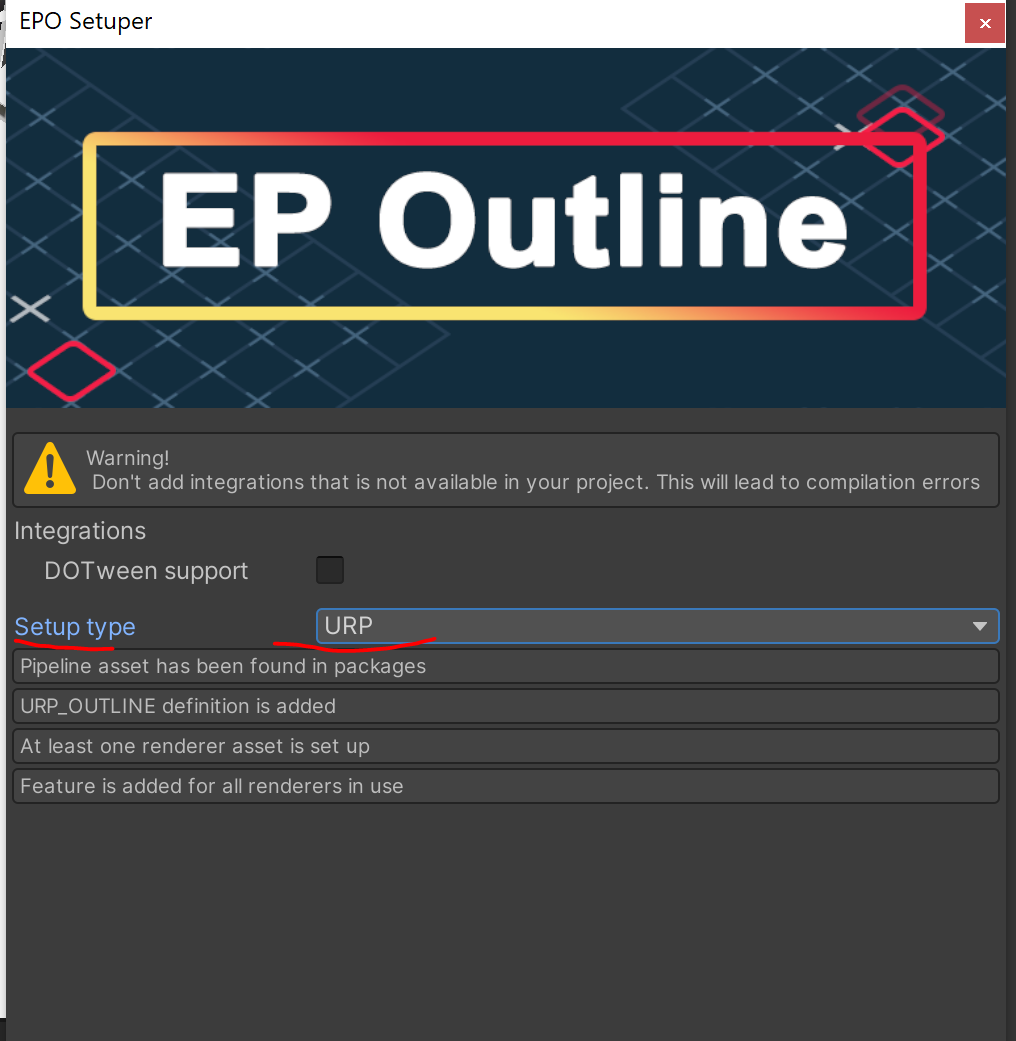 EPO Setuper
EP Outline
Warning!
Don't add integrations that is not available in your project. This will lead to compilation errors
Integrations
DOTween support
Setup type URP
Pipeline asset has been found in packages
URP_OUTLINE definition is added
At least one renderer asset is set up
Feature is added for all renderers in use